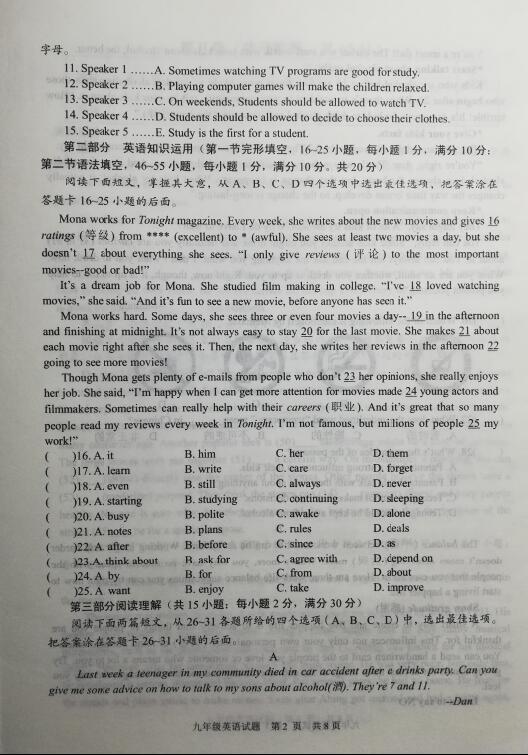 字母。
11. Speaker 1 ……A. Sometimes watching TV programs are good for study.
12. Speaker 2 ……B. Playing computer games will make the children relaxed.
13. Speaker 3 ……C. On weekends, Students should be allowed to watch TV.
14. Speaker 4 ……D. Students should be allowed to decide to choose their clothes.
15. Speaker 5 ……E. Study is the first for a student.
第二部分 英语知识运用（第一节完形填空，16~25小题，每小题1分，满分10分；
第二节语法填空，46~55小题，每小题1分，满分10分。共20分）
阅读下面短文，掌握其大意，从A、B、C、D四个选项中选出最佳选项，把答案涂在
答题卡16~25小题的后面。
Mona works for Tonight magazine. Every week, she writes about the new movies and gives 16
ratings (等级) from **** (excellent) to * (awful). She sees at least two movies a day, but she
doesn't 17 about everything she sees. “I only give reviews (评论) to the most important
movies--good or bad!”
It's a dream job for Mona. She studied film making in college. “I've 18 loved watching
movies,” she said. “And it's fun to see a new movie, before anyone has seen it.”
Mona works hard. Some days, she sees three or even four movies a day-- 19 in the afternoon
and finishing at midnight. It's not always easy to stay 20 for the last movie. She makes 21 about
each movie right after she sees it. Then, the next day, she writes her reviews in the afternoon 22
going to see more movies!
Though Mona gets plenty of e-mails from people who don't 23 her opinions, she really enjoys
her job. She said, “I'm happy when I can get more attention for movies made 24 young actors and
filmmakers. Sometimes can really help with their careers (职业). And it's great that so many
people read my reviews every week in Tonight. I'm not famous, but millions of people 25 my
work!”
( )16. A. it B. him C. her D. them
( )17. A. learn B. write C. care D. forget
( )18. A. even B. still C. always D. never
( )19. A. starting B. studying C. continuing D. sleeping
( )20. A. busy B. polite C. awake D. alone
( )21. A. notes B. plans C. rules D. deals
( )22. A. after B. before C. since D. as
( )23.A. think about B. ask for C. agree with D. depend on
( )24. A. by B. for C. from D. about
( )25. A. want B. enjoy C. take D. improve
第三部分阅读理解（共15小题；每小题2分，满分30分）
阅读下面两篇短文，从26~31各题所给的四个选项（A、B、C、D）中，选出最佳选项。
把答案涂在答题卡26~31小题的后面。
A
Last week a teenager in my community died in car accident after a drinks party. Can you
give me some advice on how to talk to my sons about alcohol(酒). They're 7 and 11.
--Dan
九年级英语试题 第2页 共8页